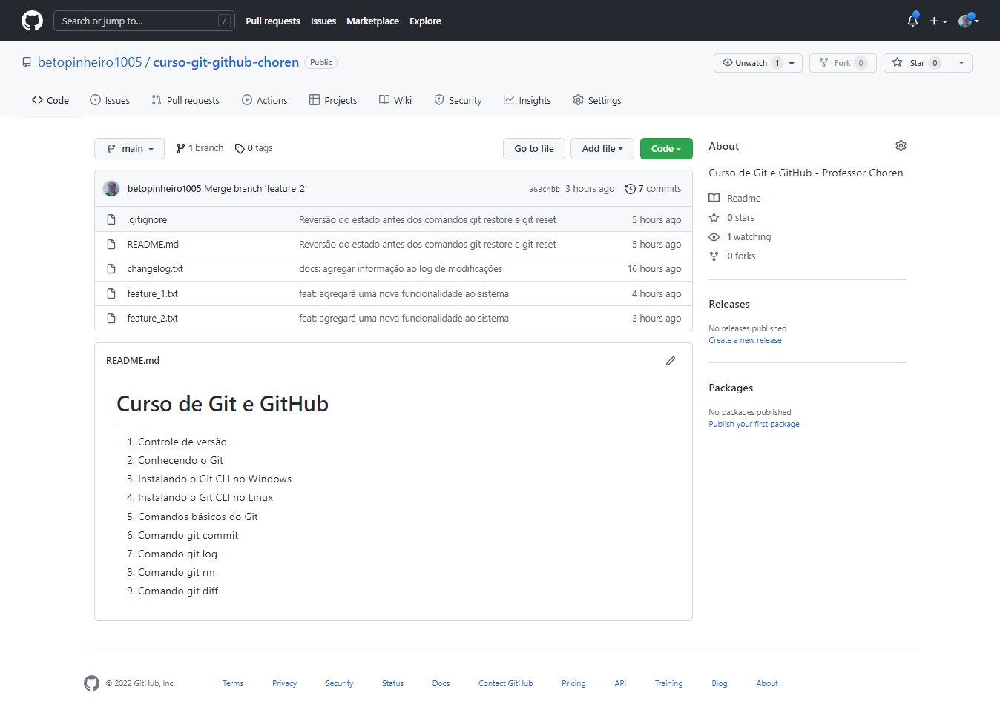 Search or jump to... / Pull requests Issues Marketplace Explore
betopinheiro1005 / curso-git-github-choren Public Unwatch 1 Fork 0 Star 0
Code Issues Pull requests Actions Projects Wiki Security Insights Settings
main 1 branch 0 tags Go to file Add file Code
betopinheiro1005 Merge branch 'feature_2' 963c4bb 3 hours ago 7 commits
.gitignore Reversão do estado antes dos comandos git restore e git reset 5 hours ago
README.md Reversão do estado antes dos comandos git restore e git reset 5 hours ago
changelog.txt docs: agregar informação ao log de modificações 16 hours ago
feature_1.txt feat: agregará uma nova funcionalidade ao sistema 4 hours ago
feature_2.txt feat: agregará uma nova funcionalidade ao sistema 3 hours ago
README.md
Curso de Git e GitHub
1. Controle de versão
2. Conhecendo o Git
3. Instalando o Git CLI no Windows
4. Instalando o Git CLI no Linux
5. Comandos básicos do Git
6. Comando git commit
7. Comando git log
8. Comando git rm
9. Comando git diff
About
Curso de Git e GitHub - Professor Choren
Readme
0 stars
1 watching
0 forks
Releases
No releases published
Create a new release
Packages
No packages published
Publish your first package
© 2022 GitHub, Inc. Terms Privacy Security Status Docs Contact GitHub Pricing API Training Blog About